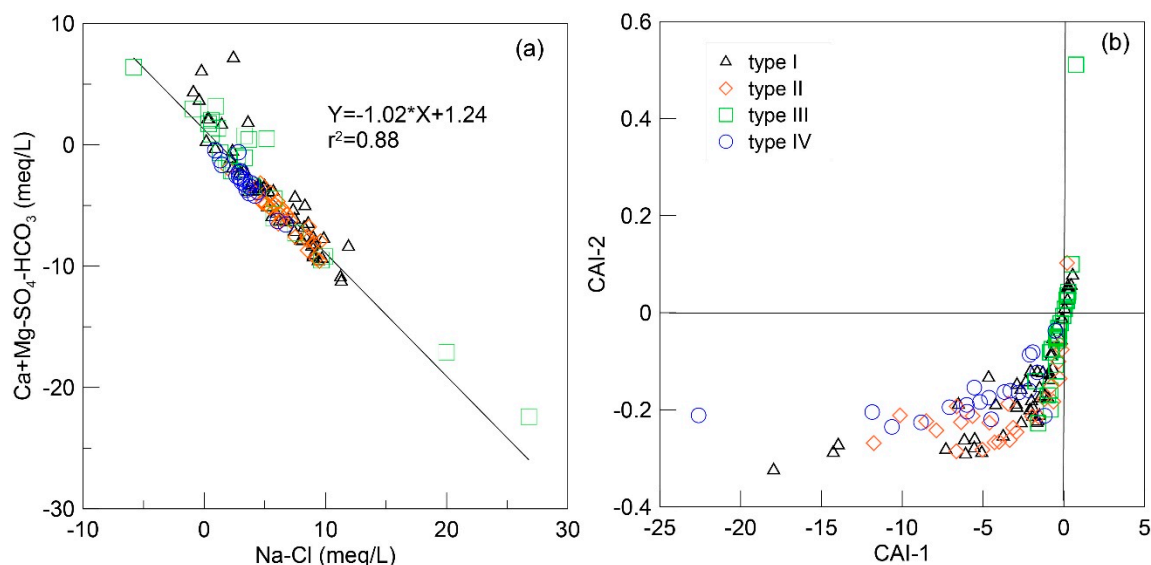 (a)
Y=-1.02*X+1.24
r²=0.88
10
0
-10
-20
-30
Ca+Mg-SO₄-HCO₃ (meq/L)
-10
0
10
20
30
Na-Cl (meq/L)
(b)
type I
type II
type III
type IV
0.6
0.4
0.2
0
-0.2
-0.4
CAI-2
-25
-20
-15
-10
-5
0
5
CAI-1